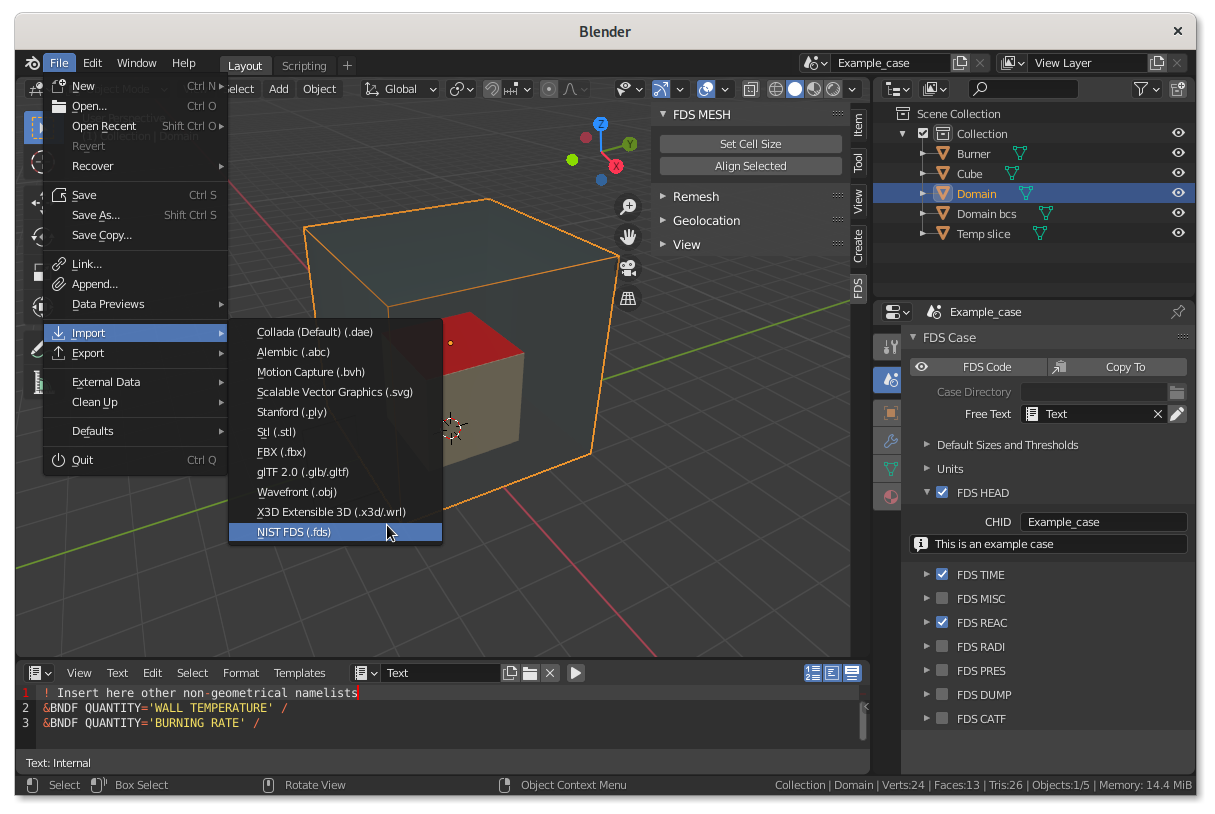 Blender
File Edit Window Help Layout Scripting + Example_case View Layer
New Ctrl N
Open... Ctrl O
Open Recent Shift Ctrl O
Revert
Recover
Save Ctrl S
Save As... Shift Ctrl S
Save Copy...
Link...
Append...
Data Previews
Import
Export
External Data
Clean Up
Defaults
Quit Ctrl Q
Collada (Default) (.dae)
Alembic (.abc)
Motion Capture (.bvh)
Scalable Vector Graphics (.svg)
Stanford (.ply)
Stl (.stl)
FBX (.fbx)
glTF 2.0 (.glb/.gltf)
Wavefront (.obj)
X3D Extensible 3D (.x3d/.wrl)
NIST FDS (.fds)
elect Add Object Global
Z
Y
X
FDS MESH
Set Cell Size
Align Selected
Remesh
Geolocation
View
Item
Tool
View
Create
FDS
Scene Collection
Collection
Burner
Cube
Domain
Domain bcs
Temp slice
Example_case
FDS Case
FDS Code Copy To
Case Directory
Free Text Text
Default Sizes and Thresholds
Units
FDS HEAD
CHID Example_case
This is an example case
FDS TIME
FDS MISC
FDS REAC
FDS RADI
FDS PRES
FDS DUMP
FDS CATF
View Text Edit Select Format Templates Text
1 ! Insert here other non-geometrical namelists
2 &BNDF QUANTITY='WALL TEMPERATURE' /
3 &BNDF QUANTITY='BURNING RATE' /
Text: Internal
Select Box Select Rotate View Object Context Menu Collection | Domain | Verts:24 | Faces:13 | Tris:26 | Objects:1/5 | Memory: 14.4 MiB